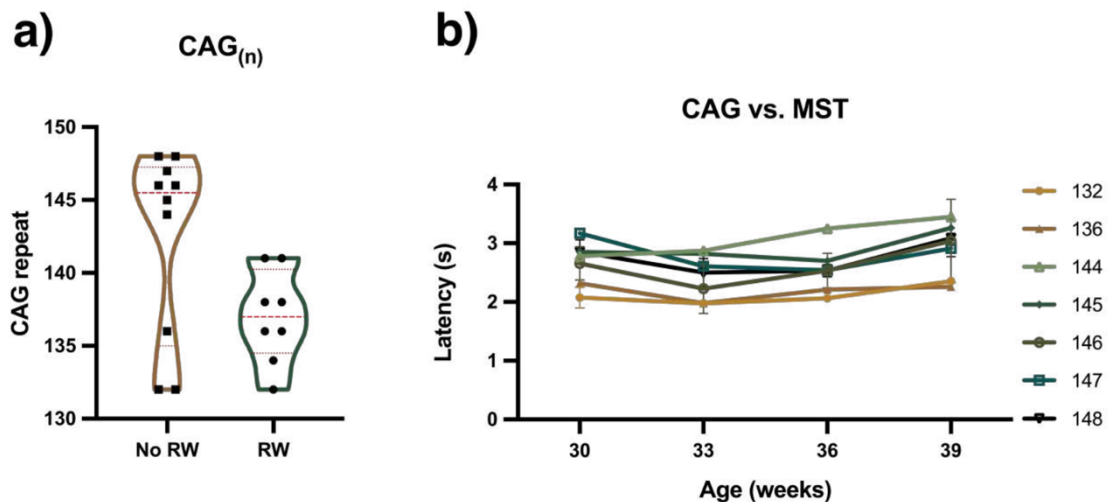 a)
CAG(n)
CAG repeat
150
145
140
135
130
No RW
RW
b)
CAG vs. MST
Latency (s)
4
3
2
1
0
30
33
36
39
Age (weeks)
132
136
144
145
146
147
148